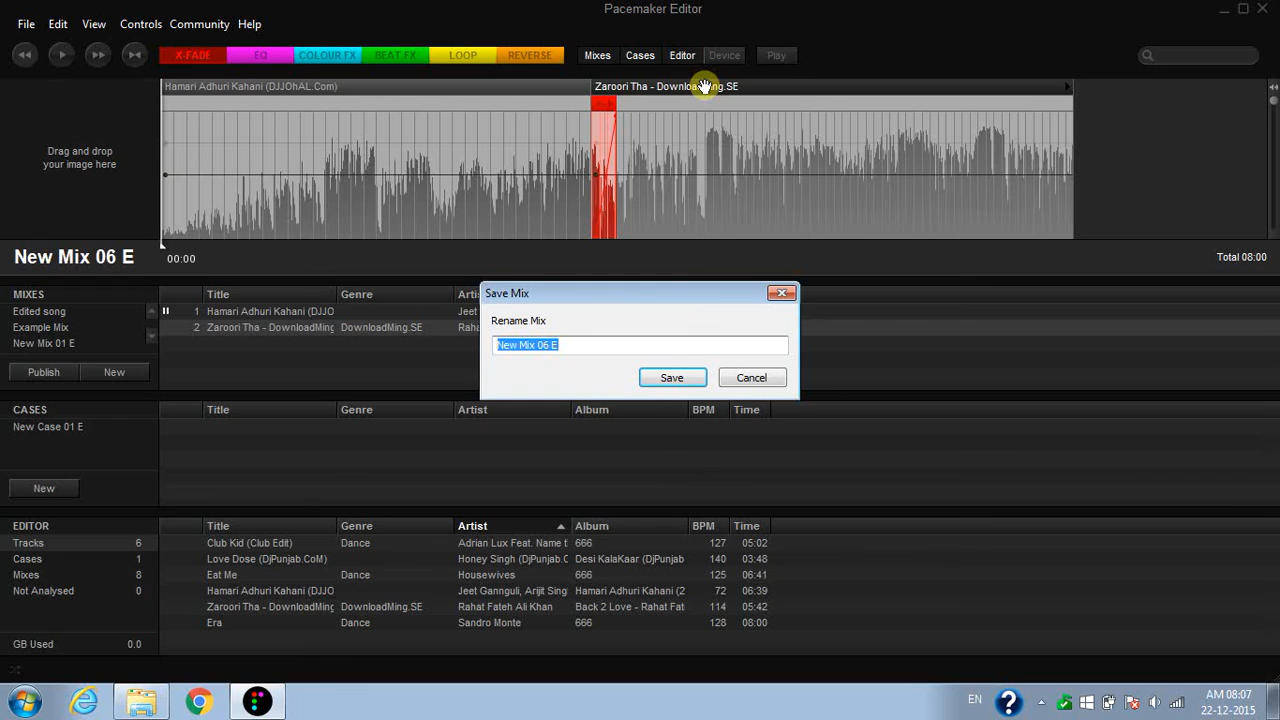 Pacemaker Editor
File Edit View Controls Community Help
X-FADE EQ COLOUR FX BEAT FX LOOP REVERSE Mixes Cases Editor Device Play
Hamari Adhuri Kahani (DJJOhAL.Com) Zaroori Tha - DownloadMing.SE
Drag and drop
your image here
New Mix 06 E 00:00 Total 08:00
MIXES Title Genre Arti
Edited song 1 Hamari Adhuri Kahani (DJJO Jeet
Example Mix 2 Zaroori Tha - DownloadMing DownloadMing.SE Raha
New Mix 01 E
Publish New
Save Mix
Rename Mix
New Mix 06 E
Save Cancel
CASES Title Genre Artist Album BPM Time
New Case 01 E
New
EDITOR Title Genre Artist Album BPM Time
Tracks 6 Club Kid (Club Edit) Dance Adrian Lux Feat. Name t 666 127 05:02
Cases 1 Love Dose (DjPunjab.CoM) Honey Singh (DjPunjab.C Desi KalaKaar (DjPunjab 140 03:48
Mixes 8 Eat Me Dance Housewives 666 125 06:41
Not Analysed 0 Hamari Adhuri Kahani (DJJO Jeet Gannguli, Arijit Sing Hamari Adhuri Kahani (2 72 06:39
Zaroori Tha - DownloadMing DownloadMing.SE Rahat Fateh Ali Khan Back 2 Love - Rahat Fat 114 05:42
Era Dance Sandro Monte 666 128 08:00
GB Used 0.0
EN AM 08:07
22-12-2015